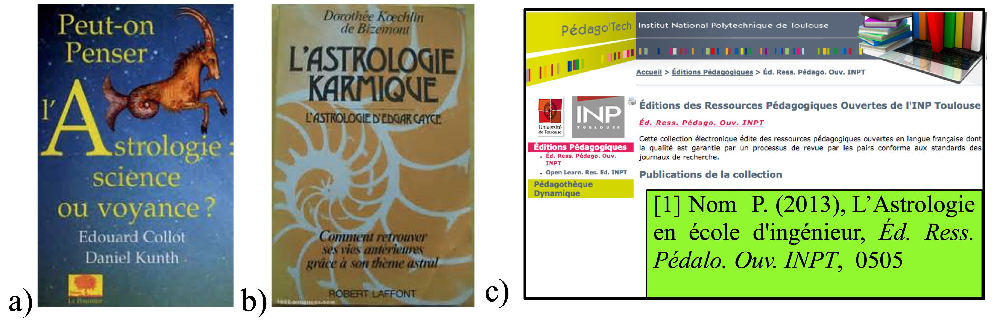 a)
Peut-on
Penser
l'Astrologie :
science
ou voyance ?
Edouard Collot
Daniel Kunth
Le Pommier
b)
Dorothée Kœchlin
de Bizemont
L'ASTROLOGIE
KARMIQUE
L'ASTROLOGIE D'EDGAR CAYCE
Comment retrouver
ses vies antérieures
grâce à son thème astral
ROBERT LAFFONT
c)
Pédago'Tech
Institut National Polytechnique de Toulouse
Accueil > Éditions Pédagogiques > Éd. Ress. Pédago. Ouv. INPT
Université
de Toulouse
INP
TOULOUSE
Éditions Pédagogiques
• Éd. Ress. Pédago. Ouv.
INPT
• Open Learn. Res. Ed. INPT
Pédagothèque
Dynamique
Éditions des Ressources Pédagogiques Ouvertes de l'INP Toulouse
Éd. Ress. Pédago. Ouv. INPT
Cette collection électronique édite des ressources pédagogiques ouvertes en langue française dont
la qualité est garantie par un processus de revue par les pairs conforme aux standards des
journaux de recherche.
Publications de la collection
[1] Nom P. (2013), L’Astrologie
en école d'ingénieur, Éd. Ress.
Pédalo. Ouv. INPT, 0505